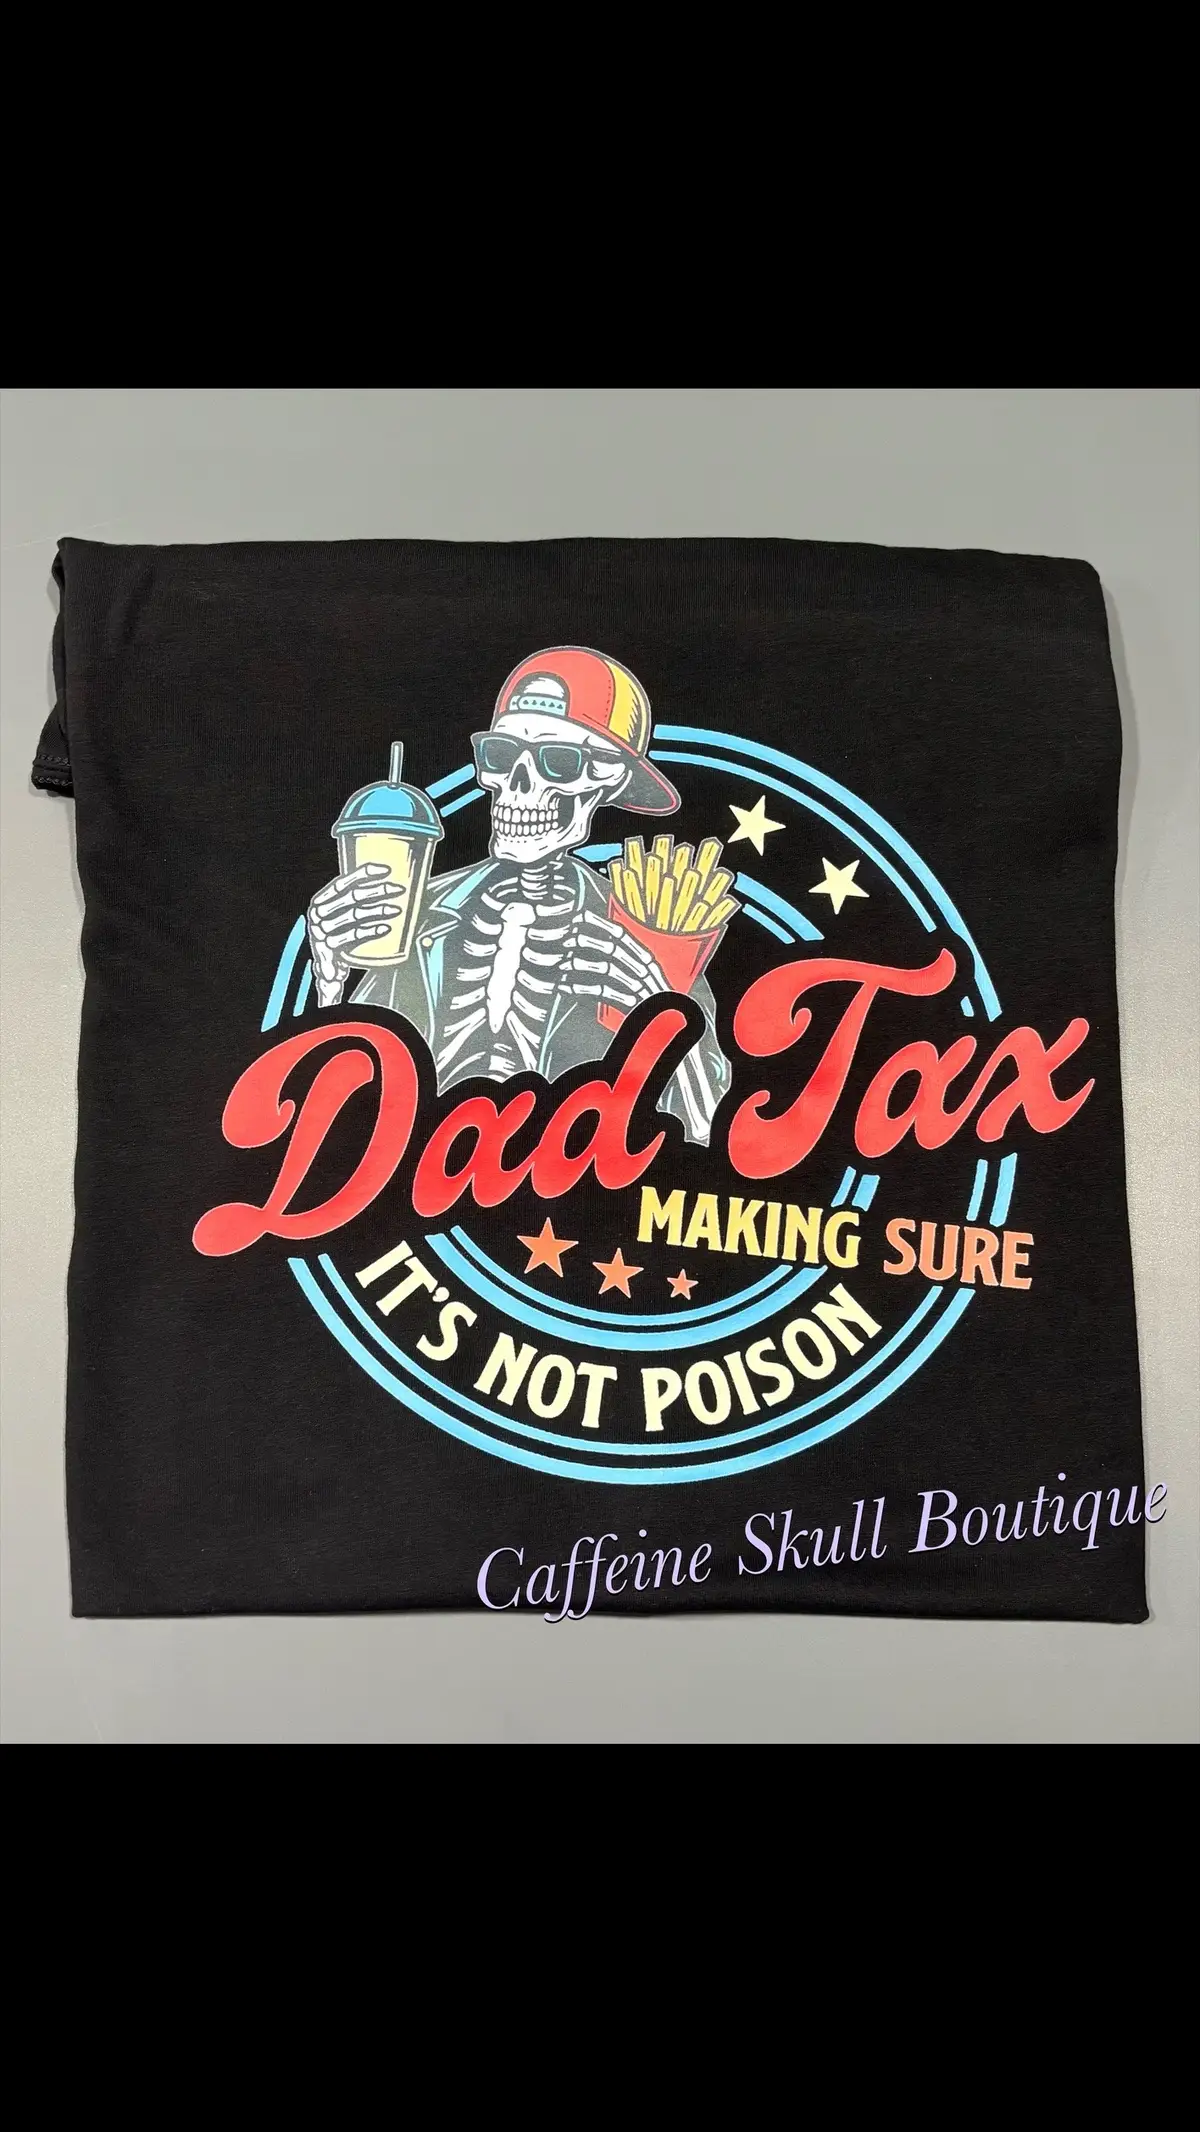 Dad Tax
MAKING SURE
IT'S NOT POISON
Caffeine Skull Boutique